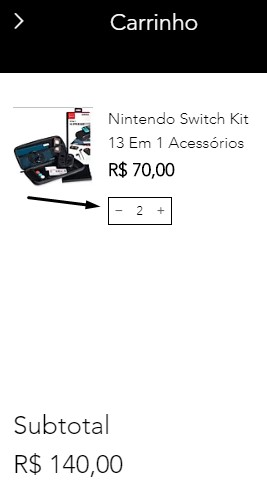 Carrinho
Nintendo Switch Kit
13 Em 1 Acessórios
R$ 70,00
− 2 +
Subtotal
R$ 140,00